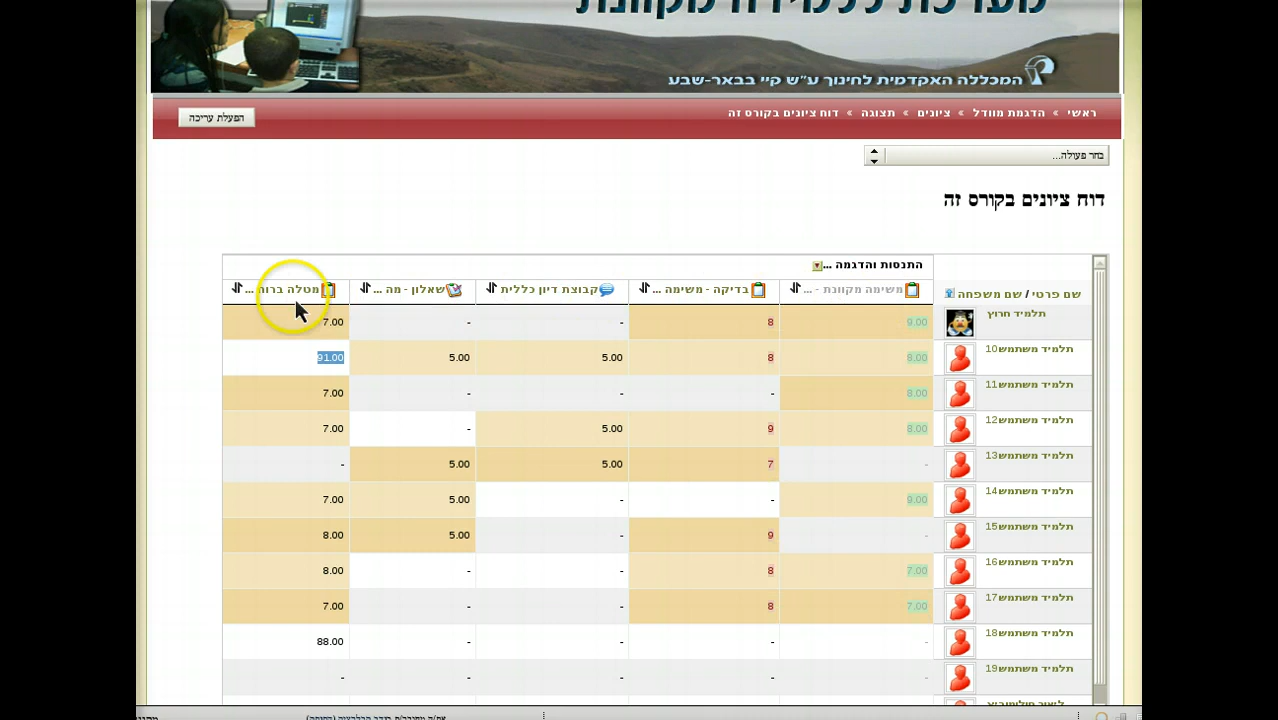 מערכת ללמידה מקוונת
המכללה האקדמית לחינוך ע"ש קיי בבאר-שבע
ראשי » הדגמת מוודל » ציונים » תצוגה » דוח ציונים בקורס זה
הפעלת עריכה
בחר פעולה...
דוח ציונים בקורס זה
התנסות והדגמה ...
שם פרטי / שם משפחה משימה מקוונת - ... בדיקה - משימה ... קבוצת דיון כללית שאלון - מה ... מטלה ברוח ...
תלמיד חרוץ 9.00 8 - - 7.00
תלמיד משתמש10 8.00 8 5.00 5.00 91.00
תלמיד משתמש11 8.00 - - - 7.00
תלמיד משתמש12 8.00 9 5.00 - 7.00
תלמיד משתמש13 - 7 5.00 5.00 -
תלמיד משתמש14 9.00 - - 5.00 7.00
תלמיד משתמש15 - 9 - 5.00 8.00
תלמיד משתמש16 7.00 8 - - 8.00
תלמיד משתמש17 7.00 8 - - 7.00
תלמיד משתמש18 - - - - 88.00
תלמיד משתמש19 - - - - -